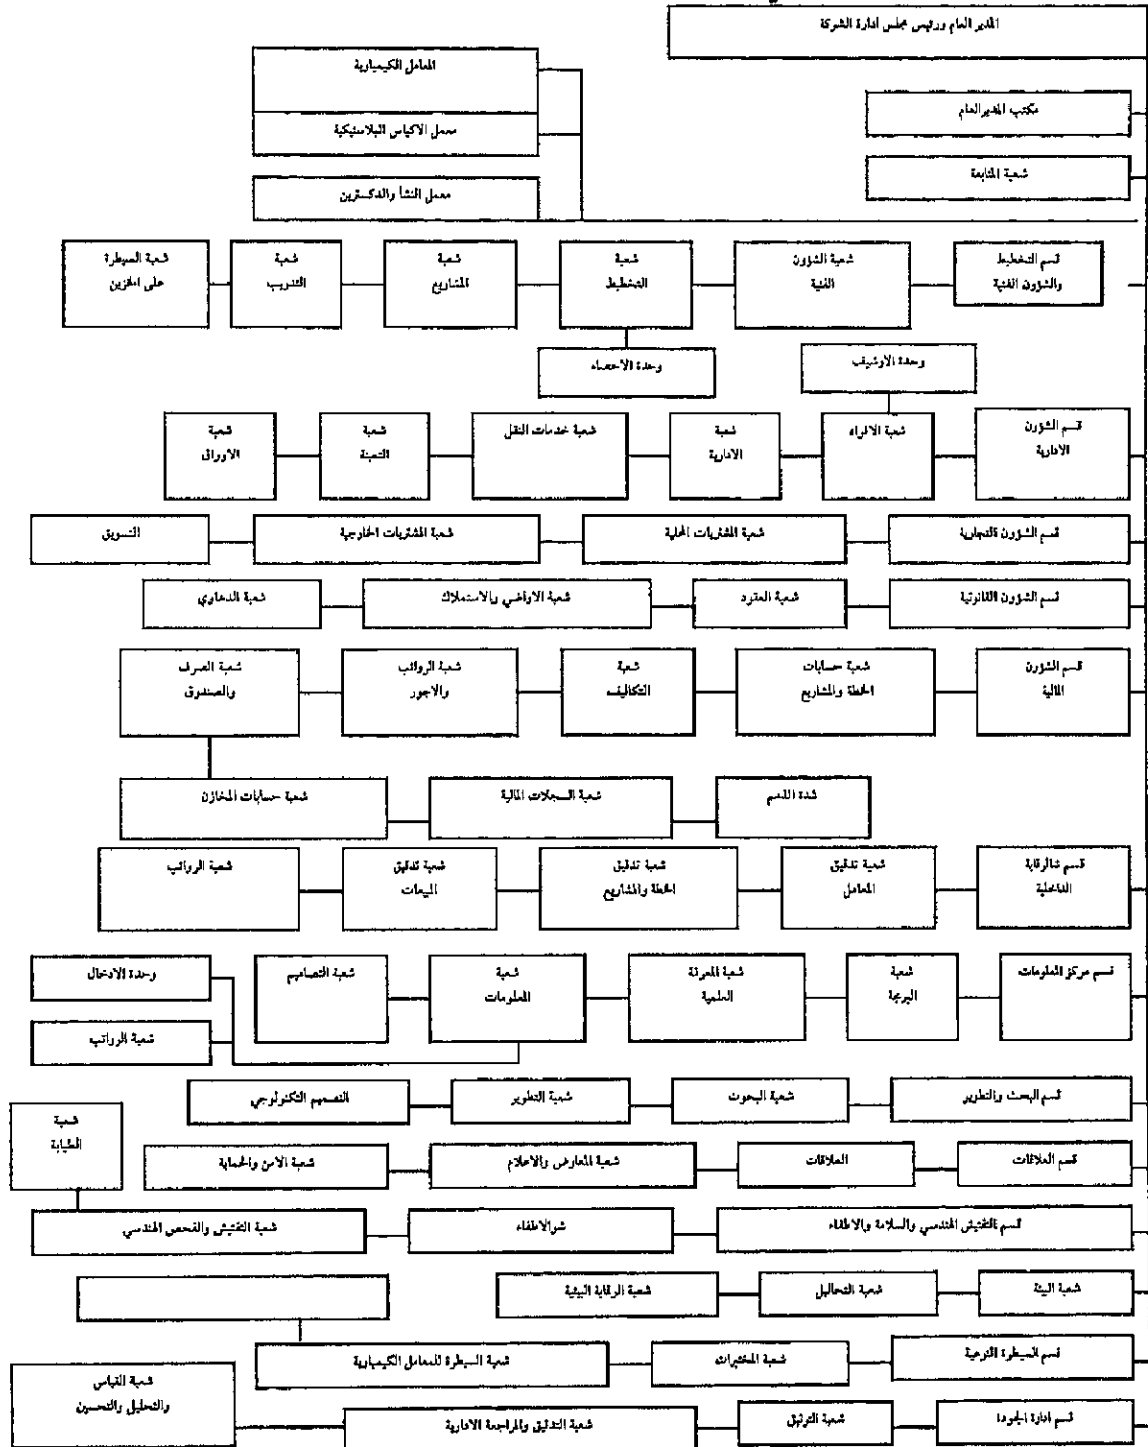 المدير العام ورئيس مجلس ادارة الشركة
المعامل الكيمياوية
مكتب المدير العام
معمل الاكياس البلاستيكية
شعبة المتابعة
معمل النشأ والدكسترين
قسم التخطيط
والشؤون الفنية
شعبة الشؤون
الفنية
شعبة
التخطيط
شعبة
المشاريع
شعبة
التدريب
شعبة السيطرة
على الخزين
وحدة الاوشيف
وحدة الاحصاء
قسم الشؤون
الادارية
شعبة الافراد
شعبة
الادارية
شعبة خدمات النقل
شعبة
التعبئة
شعبة
الاوراق
قسم الشؤون التجارية
شعبة المشتريات المحلية
شعبة المشتريات الخارجية
التسويق
قسم الشؤون القانونية
شعبة العقود
شعبة الاراضي والاستملاك
شعبة الدعاوي
قسم الشؤون
المالية
شعبة حسابات
الخطة والمشاريع
شعبة
التكاليف
شعبة الرواتب
والاجور
شعبة الصرف
والصندوق
شدة الذمم
شعبة السجلات المالية
شعبة حسابات المخازن
قسم شالرقابة
الداخلية
شعبة تدقيق
المعامل
شعبة تدقيق
الخطة والمشاريع
شعبة تدقيق
المبيعات
شعبة الرواتب
قسم مركز المعلومات
شعبة
البرمجة
شعبة المعرفة
العلمية
شعبة
المعلومات
شعبة التصاميم
وحدة الادخال
شعبة الرواتب
قسم البحث والتطوير
شعبة البحوث
شعبة التطوير
التصميم التكنولوجي
شعبة
الطبابة
قسم العلاقات
العلاقات
شعبة المعارض والاعلام
شعبة الامن والحماية
قسم التفتيش الهندسي والسلامة والاطفاء
شو الاطفاء
شعبة التفتيش والفحص الهندسي
شعبة البيئة
شعبة التحاليل
شعبة الرقابة البيئية
قسم السيطرة النوعية
شعبة المختبرات
شعبة السيطرة للمعامل الكيمياوية
شعبة القياس
والتحليل والتحسين
قسم ادارة الجودة
شعبة التوثيق
شعبة التدقيق والمراجعة الادارية